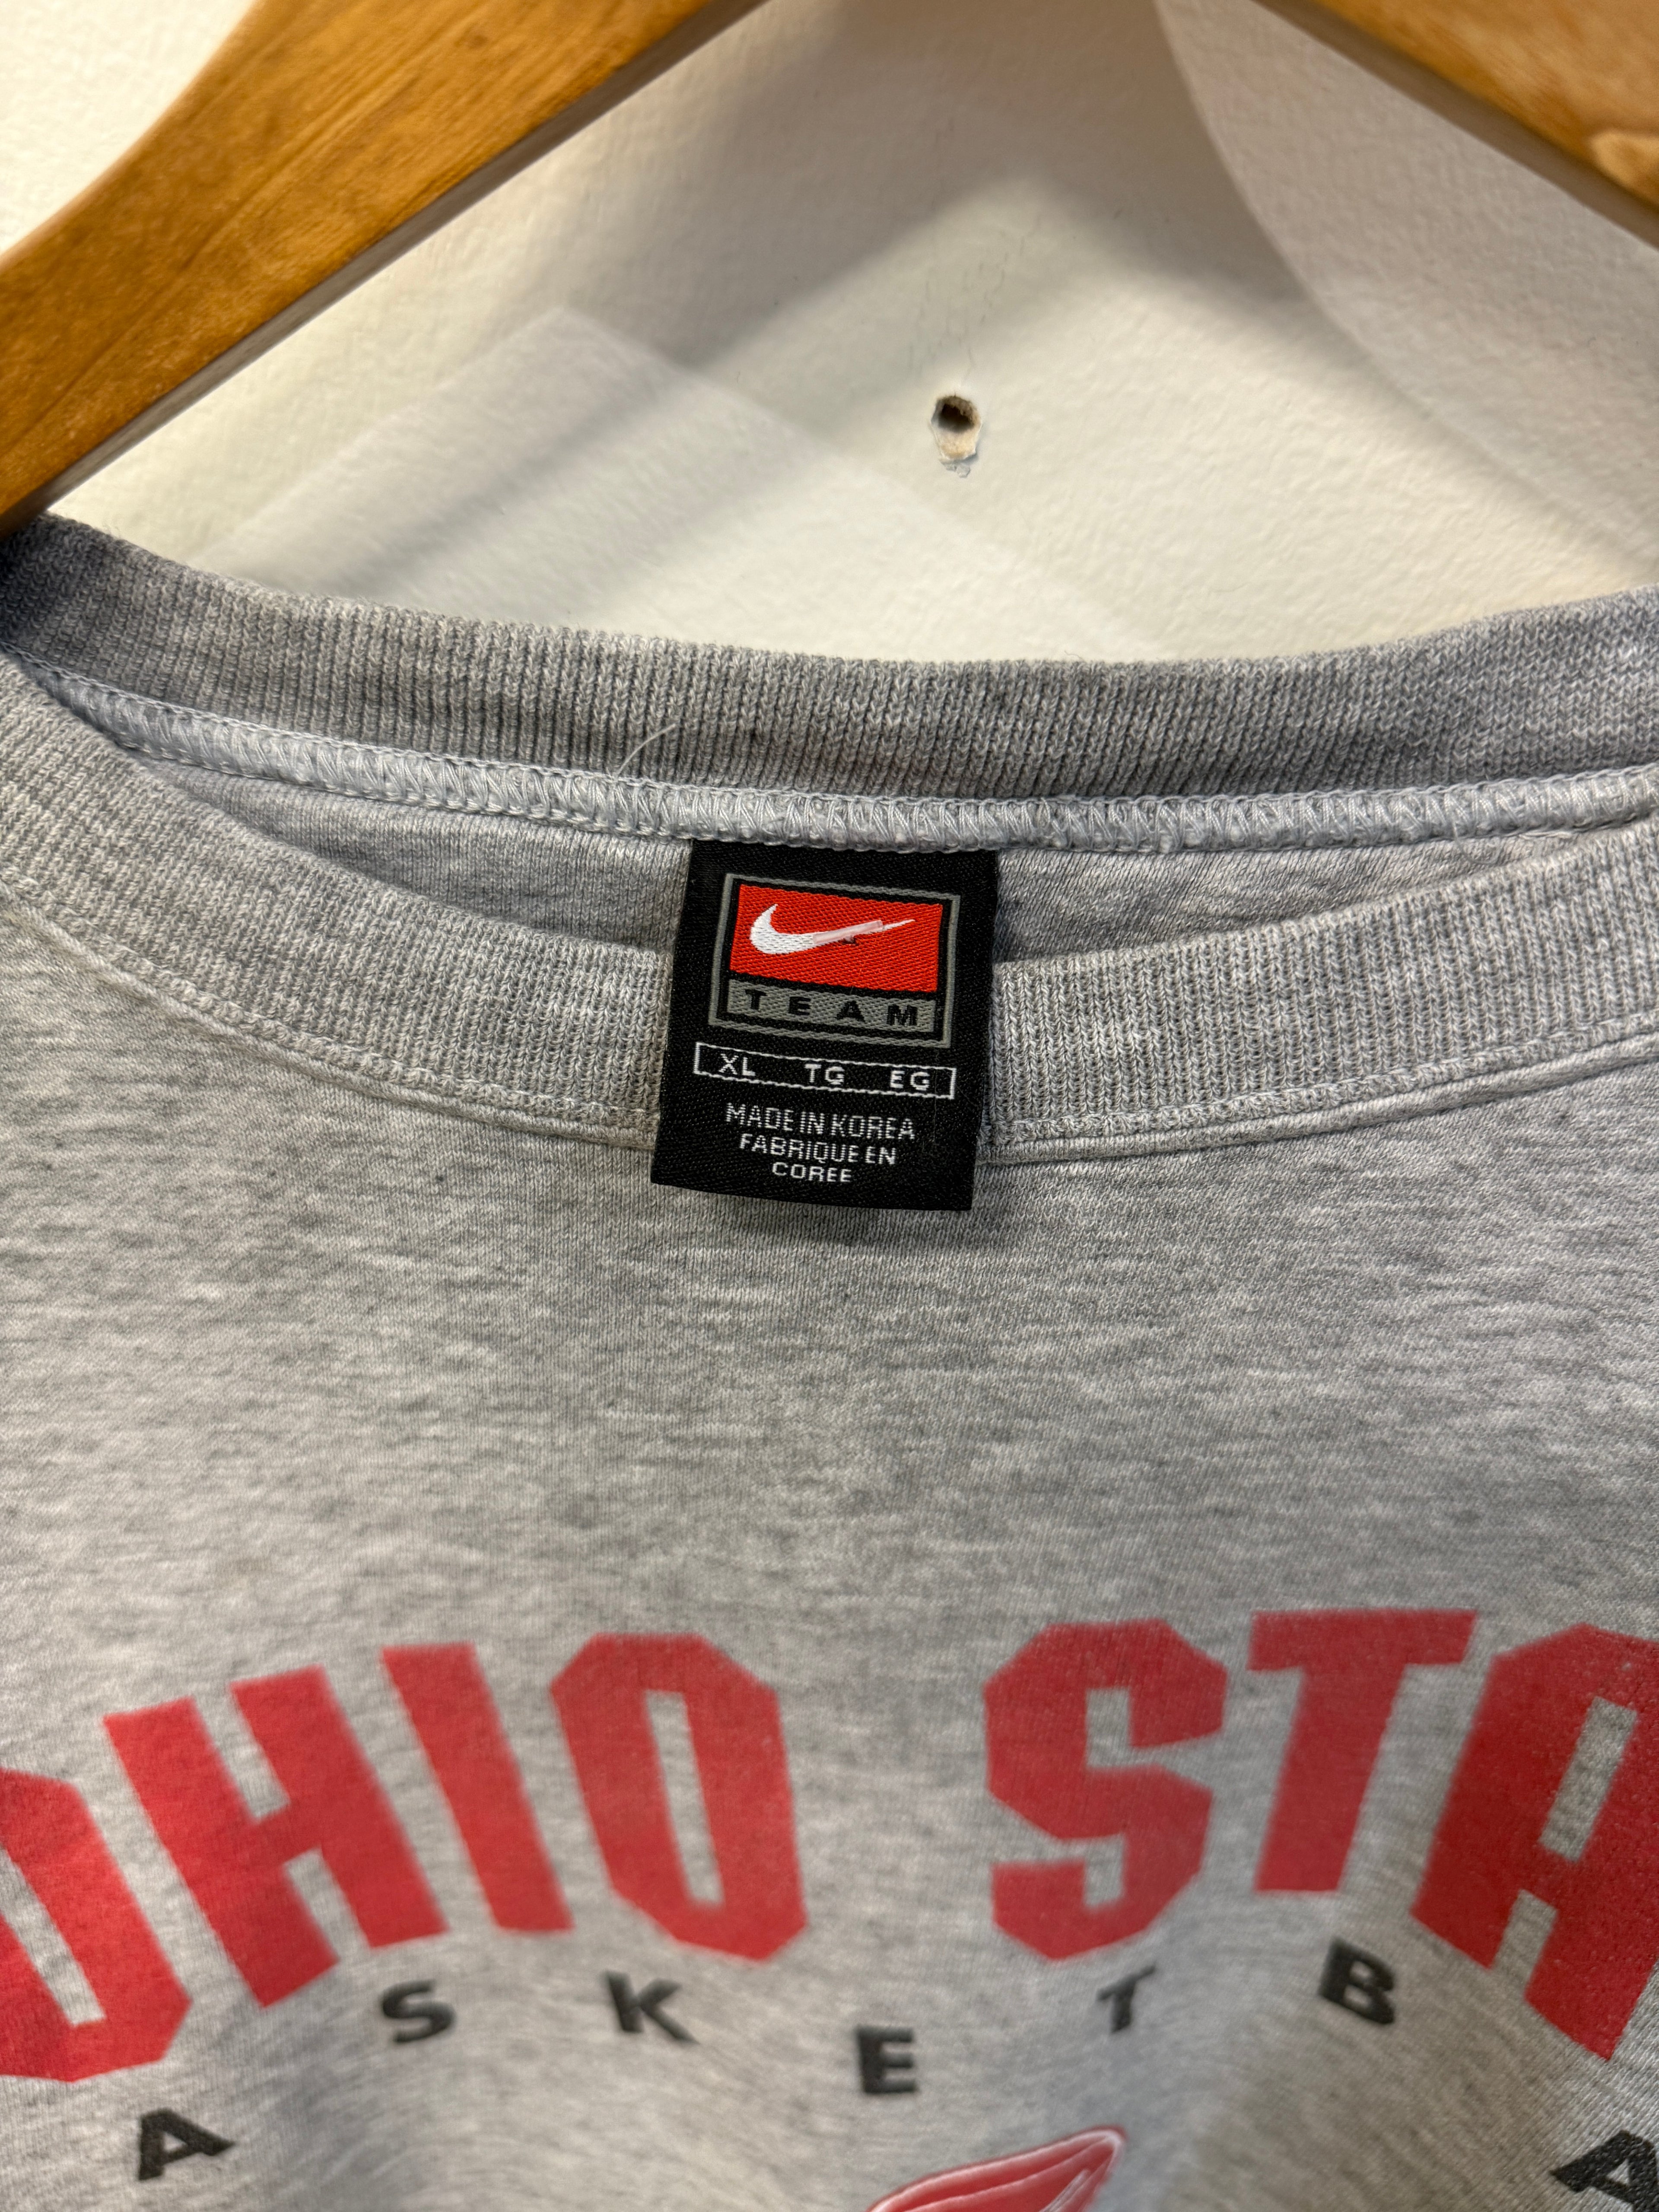 TEAM
XL TG EG
MADE IN KOREA
FABRIQUE EN
COREE
OHIO STA
ASKETBA